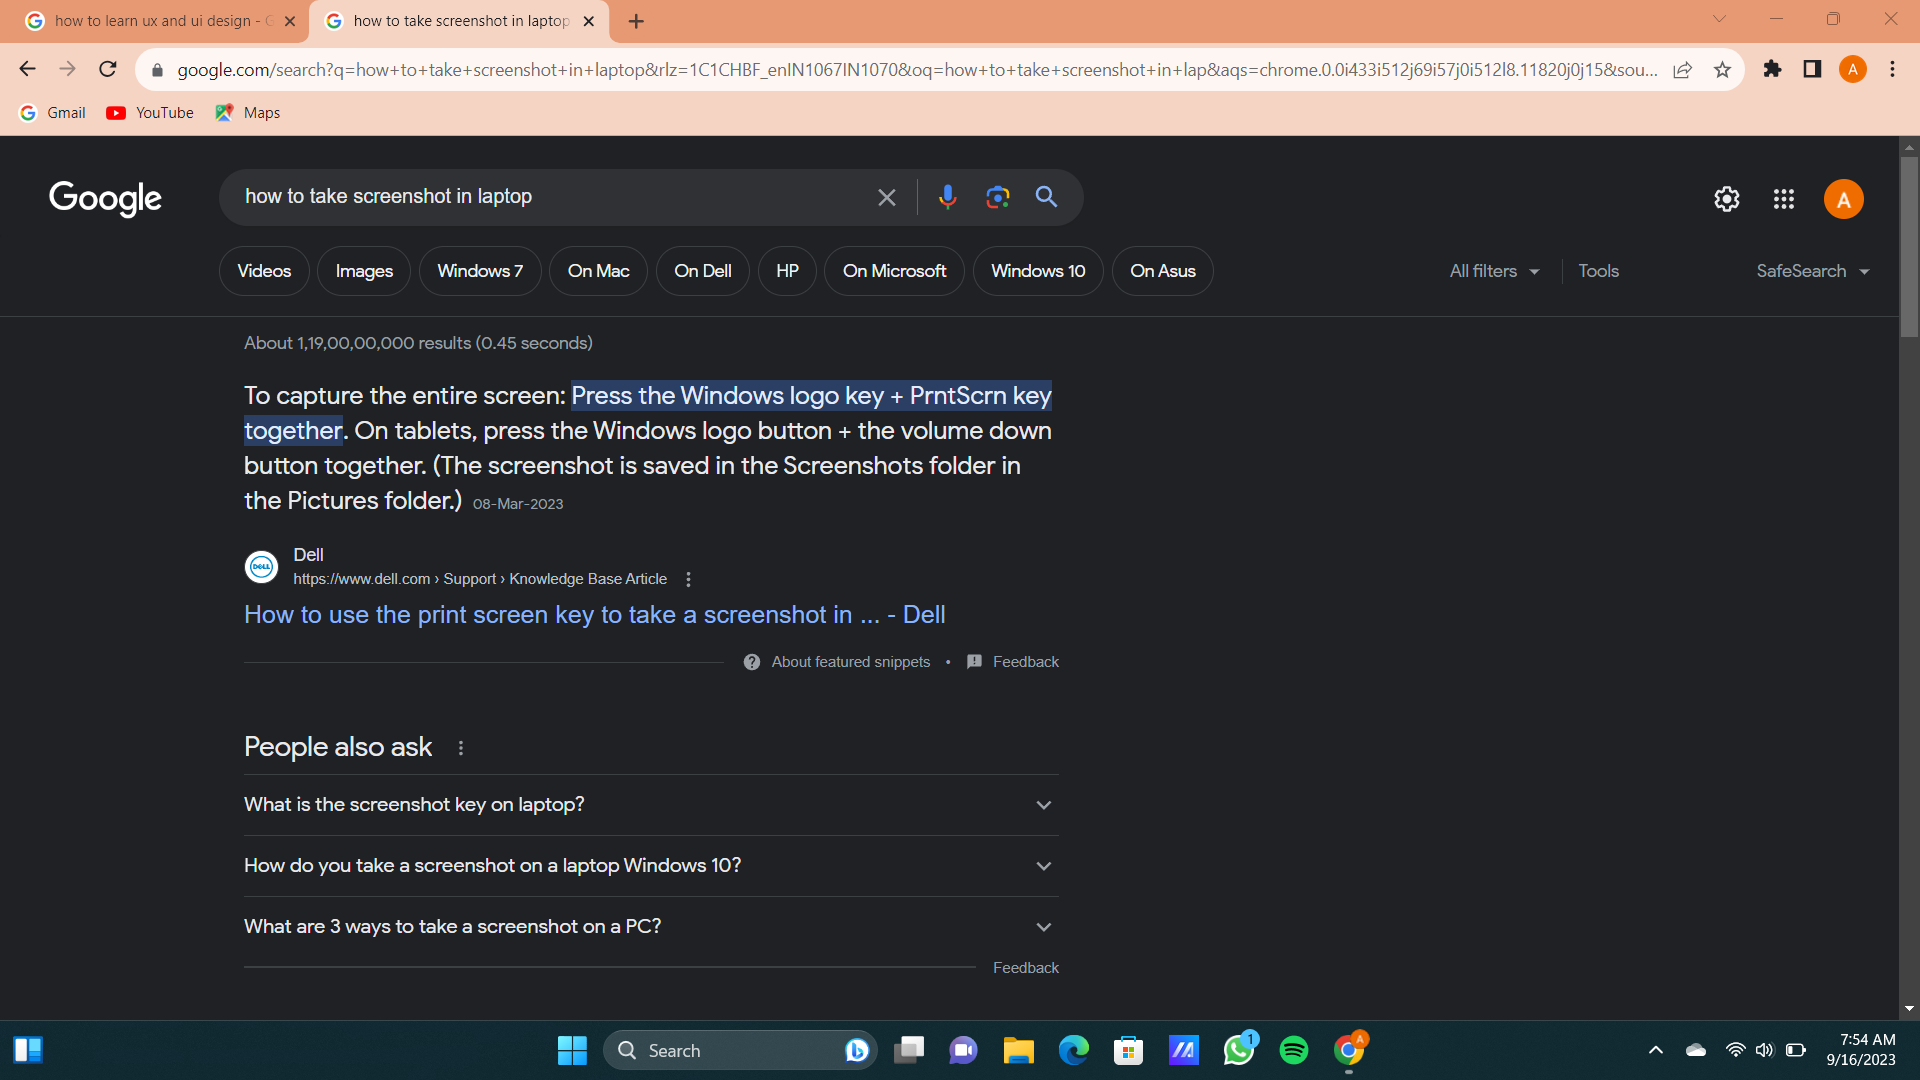 how to learn ux and ui design - G
how to take screenshot in laptop
google.com/search?q=how+to+take+screenshot+in+laptop&rlz=1C1CHBF_enIN1067IN1070&oq=how+to+take+screenshot+in+lap&aqs=chrome.0.0i433i512j69i57j0i512l8.11820j0j15&sou...
A
Gmail
YouTube
Maps
Google
how to take screenshot in laptop
A
Videos
Images
Windows 7
On Mac
On Dell
HP
On Microsoft
Windows 10
On Asus
All filters
Tools
SafeSearch
About 1,19,00,00,000 results (0.45 seconds)
To capture the entire screen: Press the Windows logo key + PrntScrn key
together. On tablets, press the Windows logo button + the volume down
button together. (The screenshot is saved in the Screenshots folder in
the Pictures folder.) 08-Mar-2023
DELL
Dell
https://www.dell.com › Support › Knowledge Base Article
How to use the print screen key to take a screenshot in ... - Dell
About featured snippets • Feedback
People also ask
What is the screenshot key on laptop?
How do you take a screenshot on a laptop Windows 10?
What are 3 ways to take a screenshot on a PC?
Feedback
Search
1
A
7:54 AM
9/16/2023